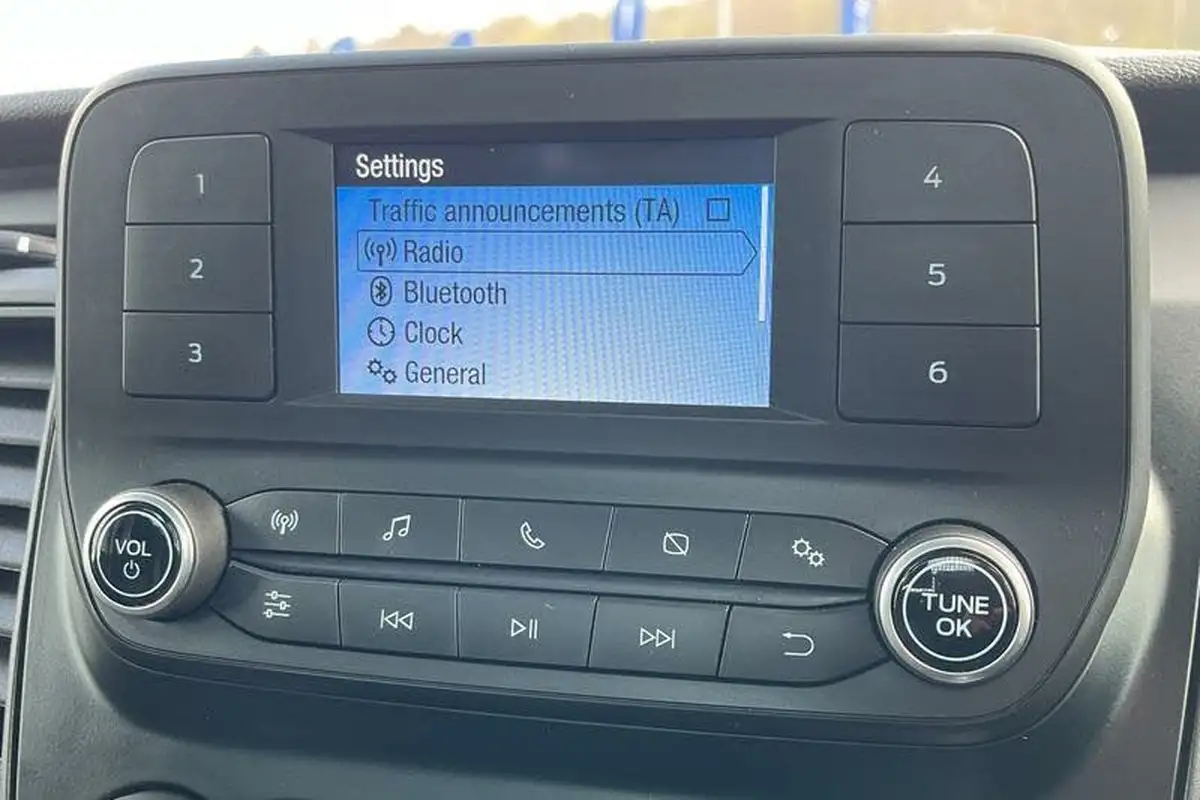 Settings
Traffic announcements (TA)
Radio
Bluetooth
Clock
General
1
2
3
4
5
6
VOL
TUNE
OK